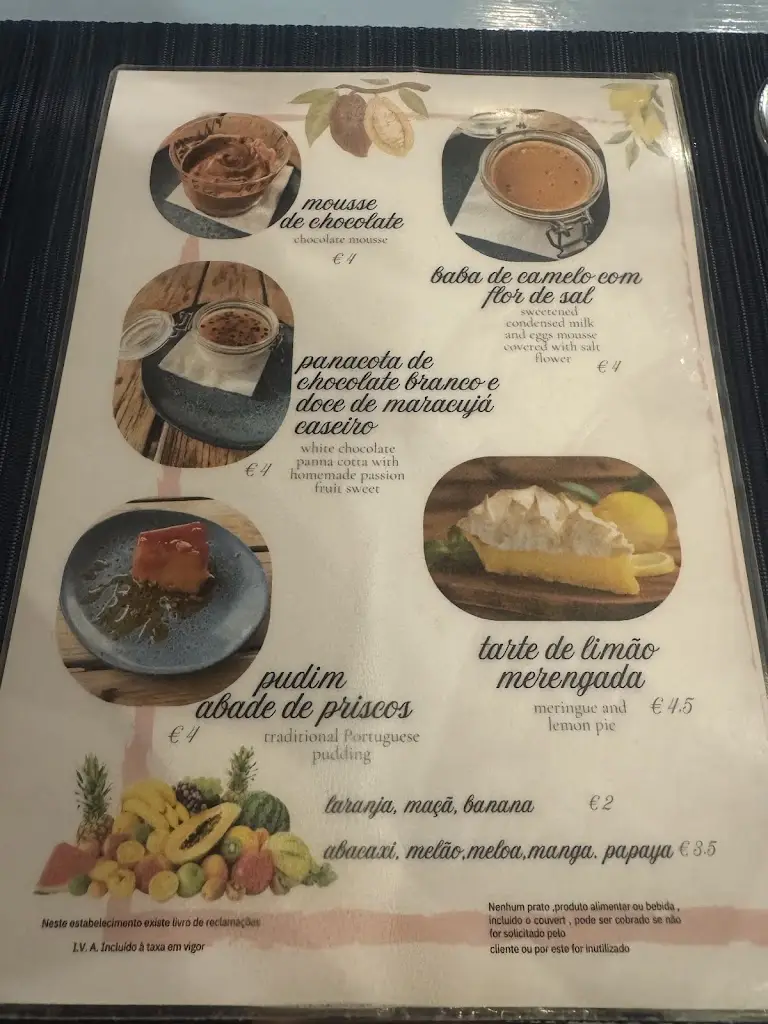 mousse
de chocolate
chocolate mousse
€ 4
baba de camelo com
flor de sal
sweetened
condensed milk
and eggs mousse
covered with salt
flower
€ 4
panacota de
chocolate branco e
doce de maracujá
caseiro
€ 4
white chocolate
panna cotta with
homemade passion
fruit sweet
pudim
abade de priscos
€ 4
traditional Portuguese
pudding
tarte de limão
merengada
meringue and
lemon pie
€ 4.5
laranja, maçã, banana € 2
abacaxi, melão,meloa,manga. papaya € 3.5
Neste estabelecimento existe livro de reclamações
I.V. A. Incluído à taxa em vigor
Nenhum prato ,produto alimentar ou bebida ,
incluido o couvert , pode ser cobrado se não
for solicitado pelo
cliente ou por este for inutilizado